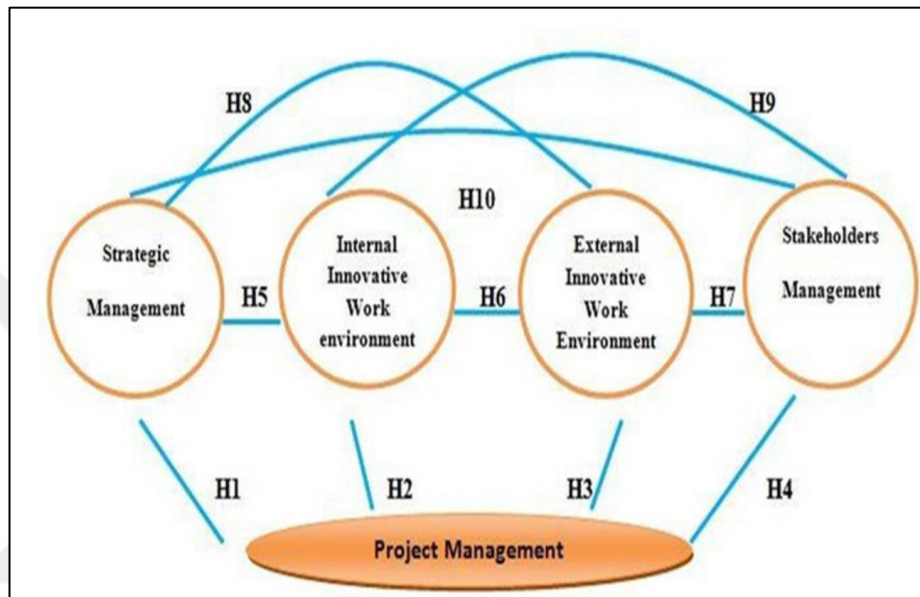 H8
H9
H10
Strategic
Management
H5
Internal
Innovative
Work
environment
H6
External
Innovative
Work
Environment
H7
Stakeholders
Management
H1
H2
H3
H4
Project Management